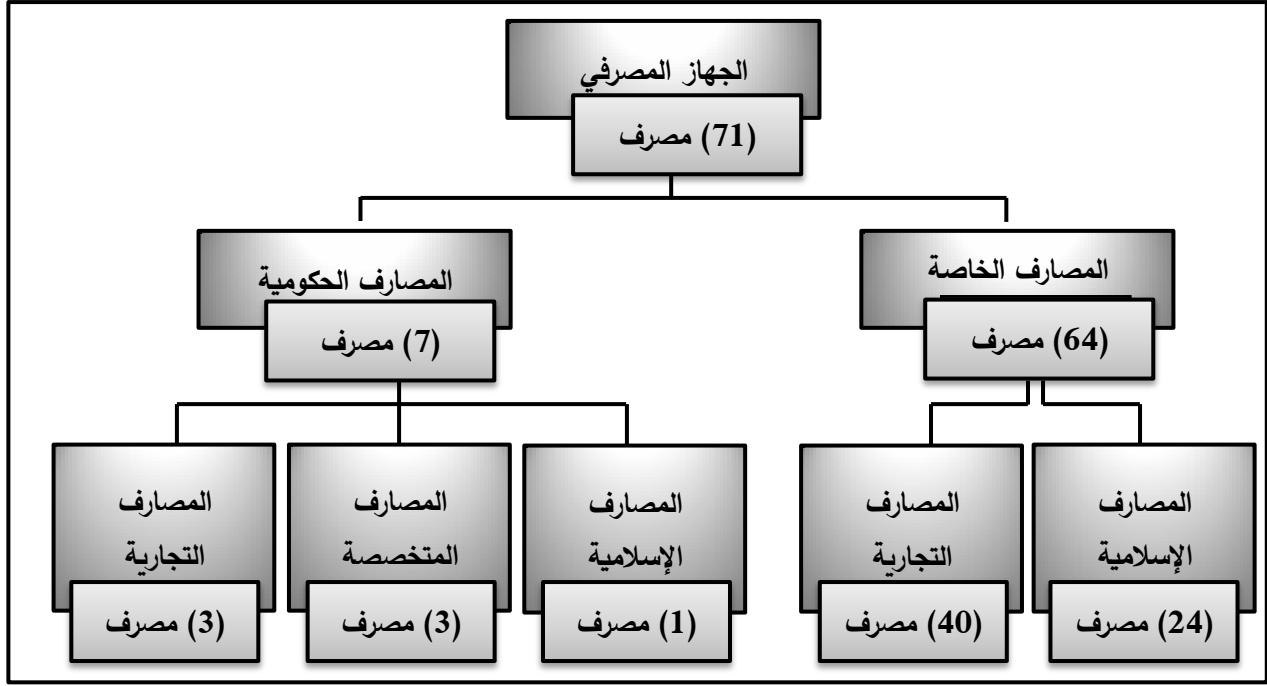 الجهاز المصرفي
(71) مصرف
المصارف الخاصة
(64) مصرف
المصارف الحكومية
(7) مصرف
المصارف
الإسلامية
(24) مصرف
المصارف
التجارية
(40) مصرف
المصارف
الإسلامية
(1) مصرف
المصارف
المتخصصة
(3) مصرف
المصارف
التجارية
(3) مصرف